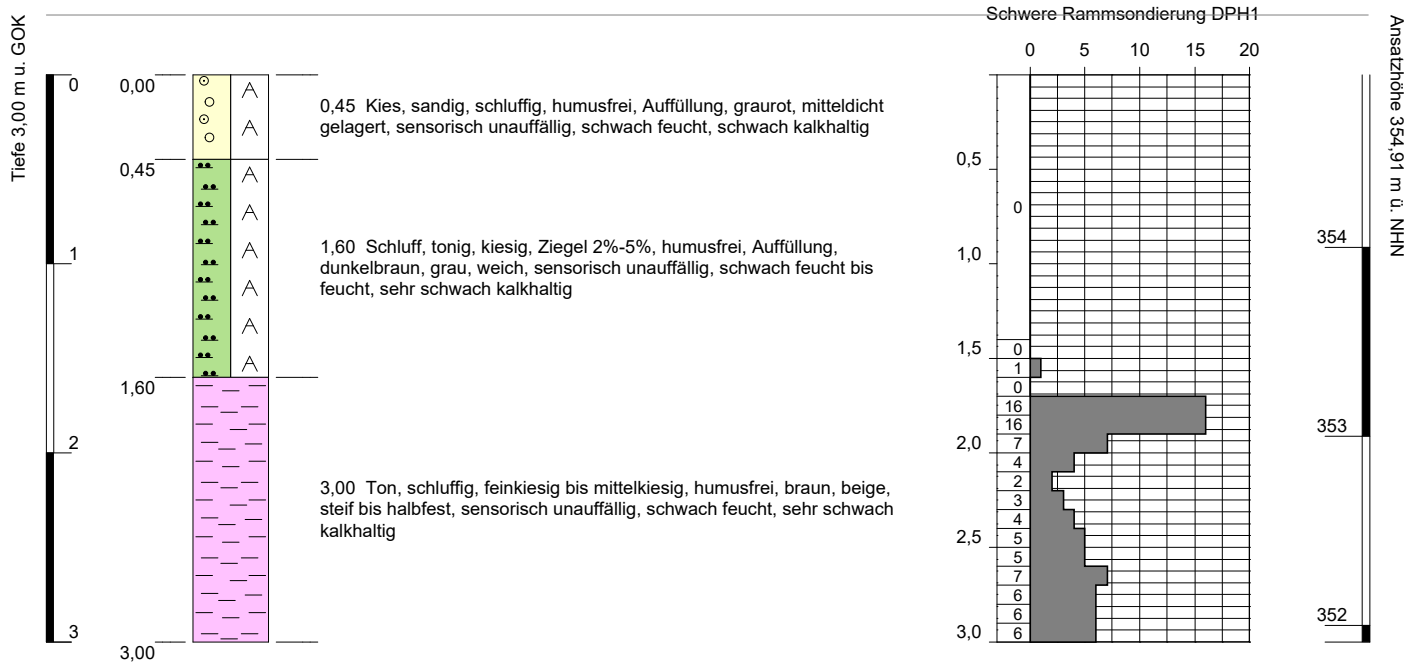 Schwere Rammsondierung DPH1
0 5 10 15 20
Tiefe 3,00 m u. GOK
Ansatzhöhe 354,91 m ü. NHN
0
1
2
3
0,00
0,45
1,60
3,00
0,45 Kies, sandig, schluffig, humusfrei, Auffüllung, graurot, mitteldicht
gelagert, sensorisch unauffällig, schwach feucht, schwach kalkhaltig
1,60 Schluff, tonig, kiesig, Ziegel 2%-5%, humusfrei, Auffüllung,
dunkelbraun, grau, weich, sensorisch unauffällig, schwach feucht bis
feucht, sehr schwach kalkhaltig
3,00 Ton, schluffig, feinkiesig bis mittelkiesig, humusfrei, braun, beige,
steif bis halbfest, sensorisch unauffällig, schwach feucht, sehr schwach
kalkhaltig
0,5
1,0
1,5
2,0
2,5
3,0
0
0
1
0
16
16
7
4
2
3
4
5
5
7
6
6
6
354
353
352